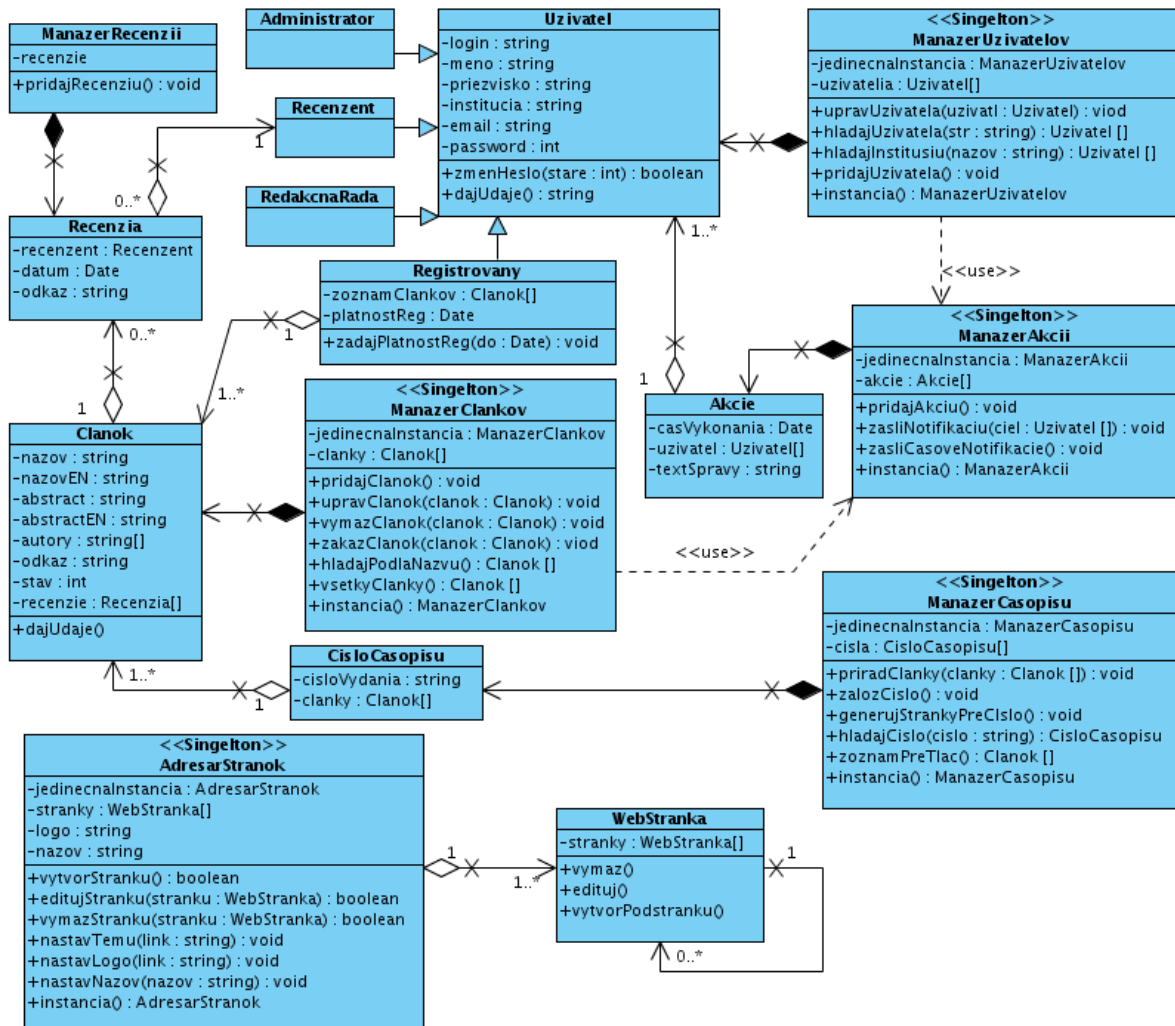 ManazerRecenzii
-recenzie
+pridajRecenziu() : void
Administrator
Recenzent
RedakcnaRada
Uzivatel
-login : string
-meno : string
-priezvisko : string
-institucia : string
-email : string
-password : int
+zmenHeslo(stare : int) : boolean
+dajUdaje() : string
<<Singelton>>
ManazerUzivatelov
-jedinecnaInstancia : ManazerUzivatelov
-uzivatelia : Uzivatel[]
+upravUzivatela(uzivatl : Uzivatel) : viod
+hladajUzivatela(str : string) : Uzivatel []
+hladajInstitusiu(nazov : string) : Uzivatel []
+pridajUzivatela() : void
+instancia() : ManazerUzivatelov
1
0..*
Recenzia
-recenzent : Recenzent
-datum : Date
-odkaz : string
Registrovany
-zoznamClankov : Clanok[]
-platnostReg : Date
+zadajPlatnostReg(do : Date) : void
1..*
<<use>>
0..*
1
1
1..*
<<Singelton>>
ManazerAkcii
-jedinecnaInstancia : ManazerAkcii
-akcie : Akcie[]
+pridajAkciu() : void
+zasliNotifikaciu(ciel : Uzivatel []) : void
+zasliCasoveNotifikacie() : void
+instancia() : ManazerAkcii
1
Akcie
-casVykonania : Date
-uzivatel : Uzivatel[]
-textSpravy : string
Clanok
-nazov : string
-nazovEN : string
-abstract : string
-abstractEN : string
-autory : string[]
-odkaz : string
-stav : int
-recenzie : Recenzia[]
+dajUdaje()
<<Singelton>>
ManazerClankov
-jedinecnaInstancia : ManazerClankov
-clanky : Clanok[]
+pridajClanok() : void
+upravClanok(clanok : Clanok) : void
+vymazClanok(clanok : Clanok) : void
+zakazClanok(clanok : Clanok) : viod
+hladajPodlaNazvu() : Clanok []
+vsetkyClanky() : Clanok []
+instancia() : ManazerClankov
<<use>>
1..*
1
CisloCasopisu
-cisloVydania : string
-clanky : Clanok[]
<<Singelton>>
ManazerCasopisu
-jedinecnaInstancia : ManazerCasopisu
-cisla : CisloCasopisu[]
+priradClanky(clanky : Clanok []) : void
+zalozCislo() : void
+generujStrankyPreCIslo() : void
+hladajCislo(cislo : string) : CisloCasopisu
+zoznamPreTlac() : Clanok []
+instancia() : ManazerCasopisu
<<Singelton>>
AdresarStranok
-jedinecnaInstancia : AdresarStranok
-stranky : WebStranka[]
-logo : string
-nazov : string
+vytvorStranku() : boolean
+editujStranku(stranku : WebStranka) : boolean
+vymazStranku(stranku : WebStranka) : boolean
+nastavTemu(link : string) : void
+nastavLogo(link : string) : void
+nastavNazov(nazov : string) : void
+instancia() : AdresarStranok
1
1..*
WebStranka
-stranky : WebStranka[]
+vymaz()
+edituj()
+vytvorPodstranku()
1
0..*